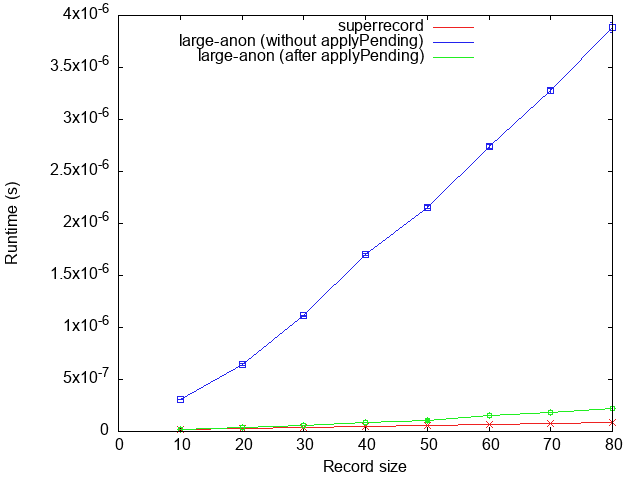 4x10-6
3.5x10-6
3x10-6
2.5x10-6
2x10-6
1.5x10-6
1x10-6
5x10-7
0
superrecord
large-anon (without applyPending)
large-anon (after applyPending)
Runtime (s)
0 10 20 30 40 50 60 70 80
Record size